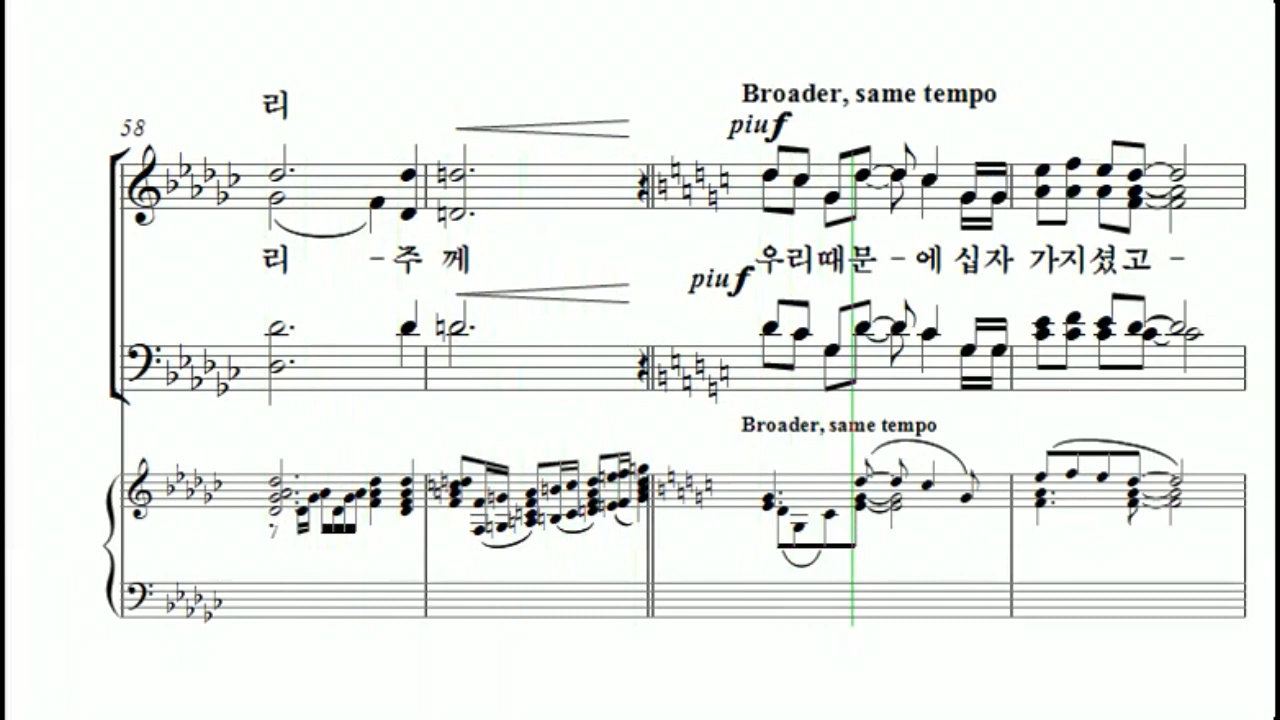 리
Broader, same tempo
58
piu f
리 - 주 께 우리때문 - 에 십자 가지셨고 -
piu f
Broader, same tempo